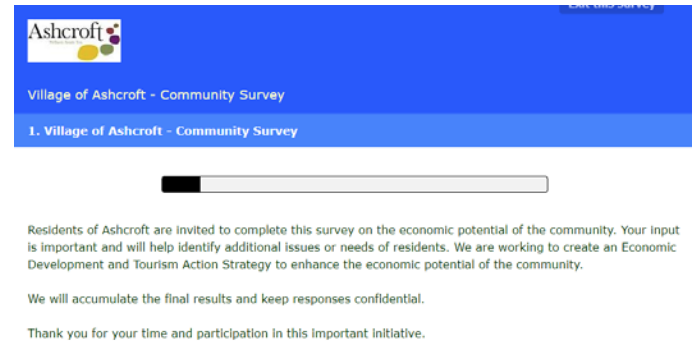 Exit this survey
Ashcroft
Village of Ashcroft - Community Survey
1. Village of Ashcroft - Community Survey
Residents of Ashcroft are invited to complete this survey on the economic potential of the community. Your input
is important and will help identify additional issues or needs of residents. We are working to create an Economic
Development and Tourism Action Strategy to enhance the economic potential of the community.
We will accumulate the final results and keep responses confidential.
Thank you for your time and participation in this important initiative.